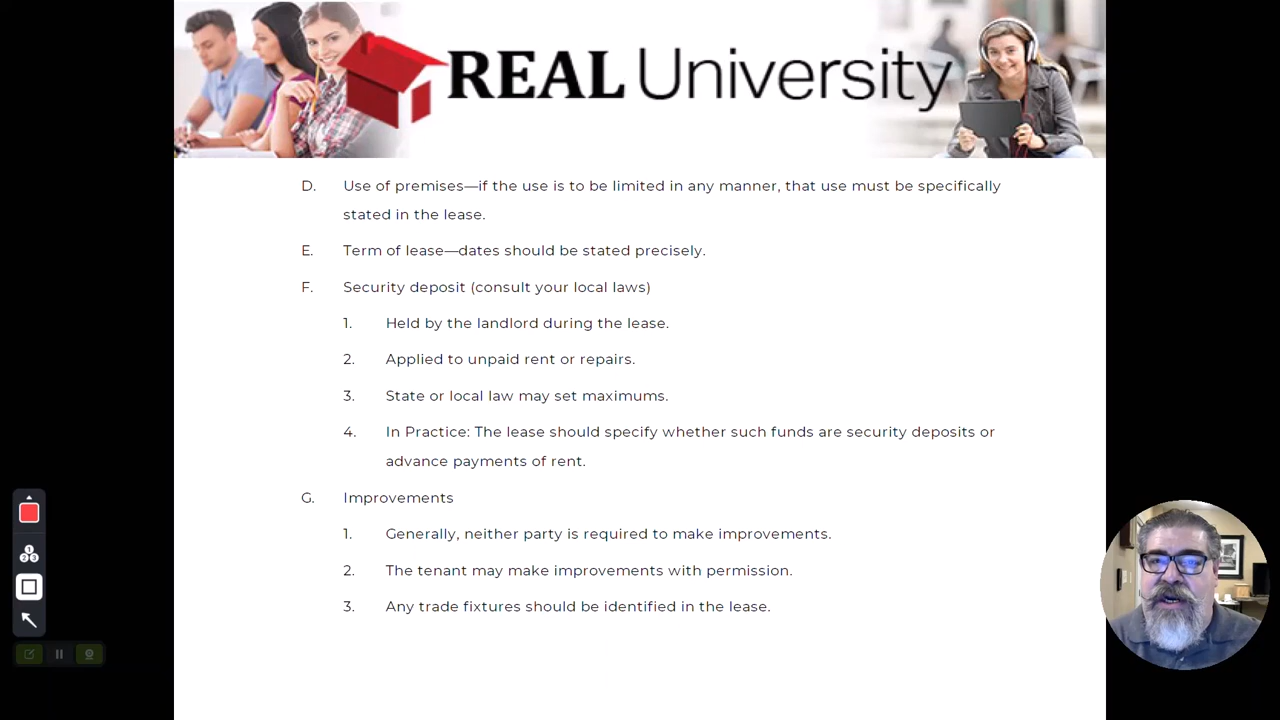 REAL University
D. Use of premises—if the use is to be limited in any manner, that use must be specifically
stated in the lease.
E. Term of lease—dates should be stated precisely.
F. Security deposit (consult your local laws)
1. Held by the landlord during the lease.
2. Applied to unpaid rent or repairs.
3. State or local law may set maximums.
4. In Practice: The lease should specify whether such funds are security deposits or
advance payments of rent.
G. Improvements
1. Generally, neither party is required to make improvements.
2. The tenant may make improvements with permission.
3. Any trade fixtures should be identified in the lease.